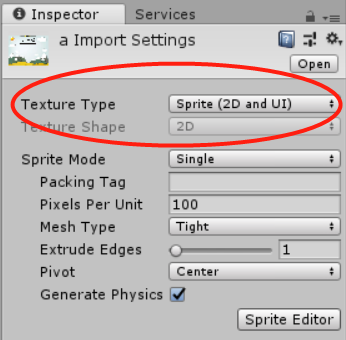 Inspector Services
a Import Settings
Open
Texture Type Sprite (2D and UI)
Texture Shape 2D
Sprite Mode Single
Packing Tag
Pixels Per Unit 100
Mesh Type Tight
Extrude Edges 1
Pivot Center
Generate Physics
Sprite Editor